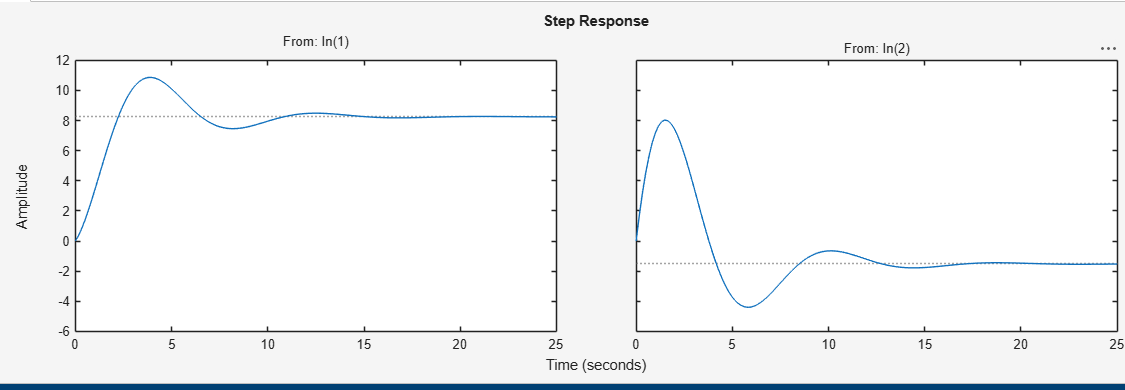 Step Response
From: In(1)
From: In(2)
Amplitude
12
10
8
6
4
2
0
-2
-4
-6
0 5 10 15 20 25
0 5 10 15 20 25
Time (seconds)